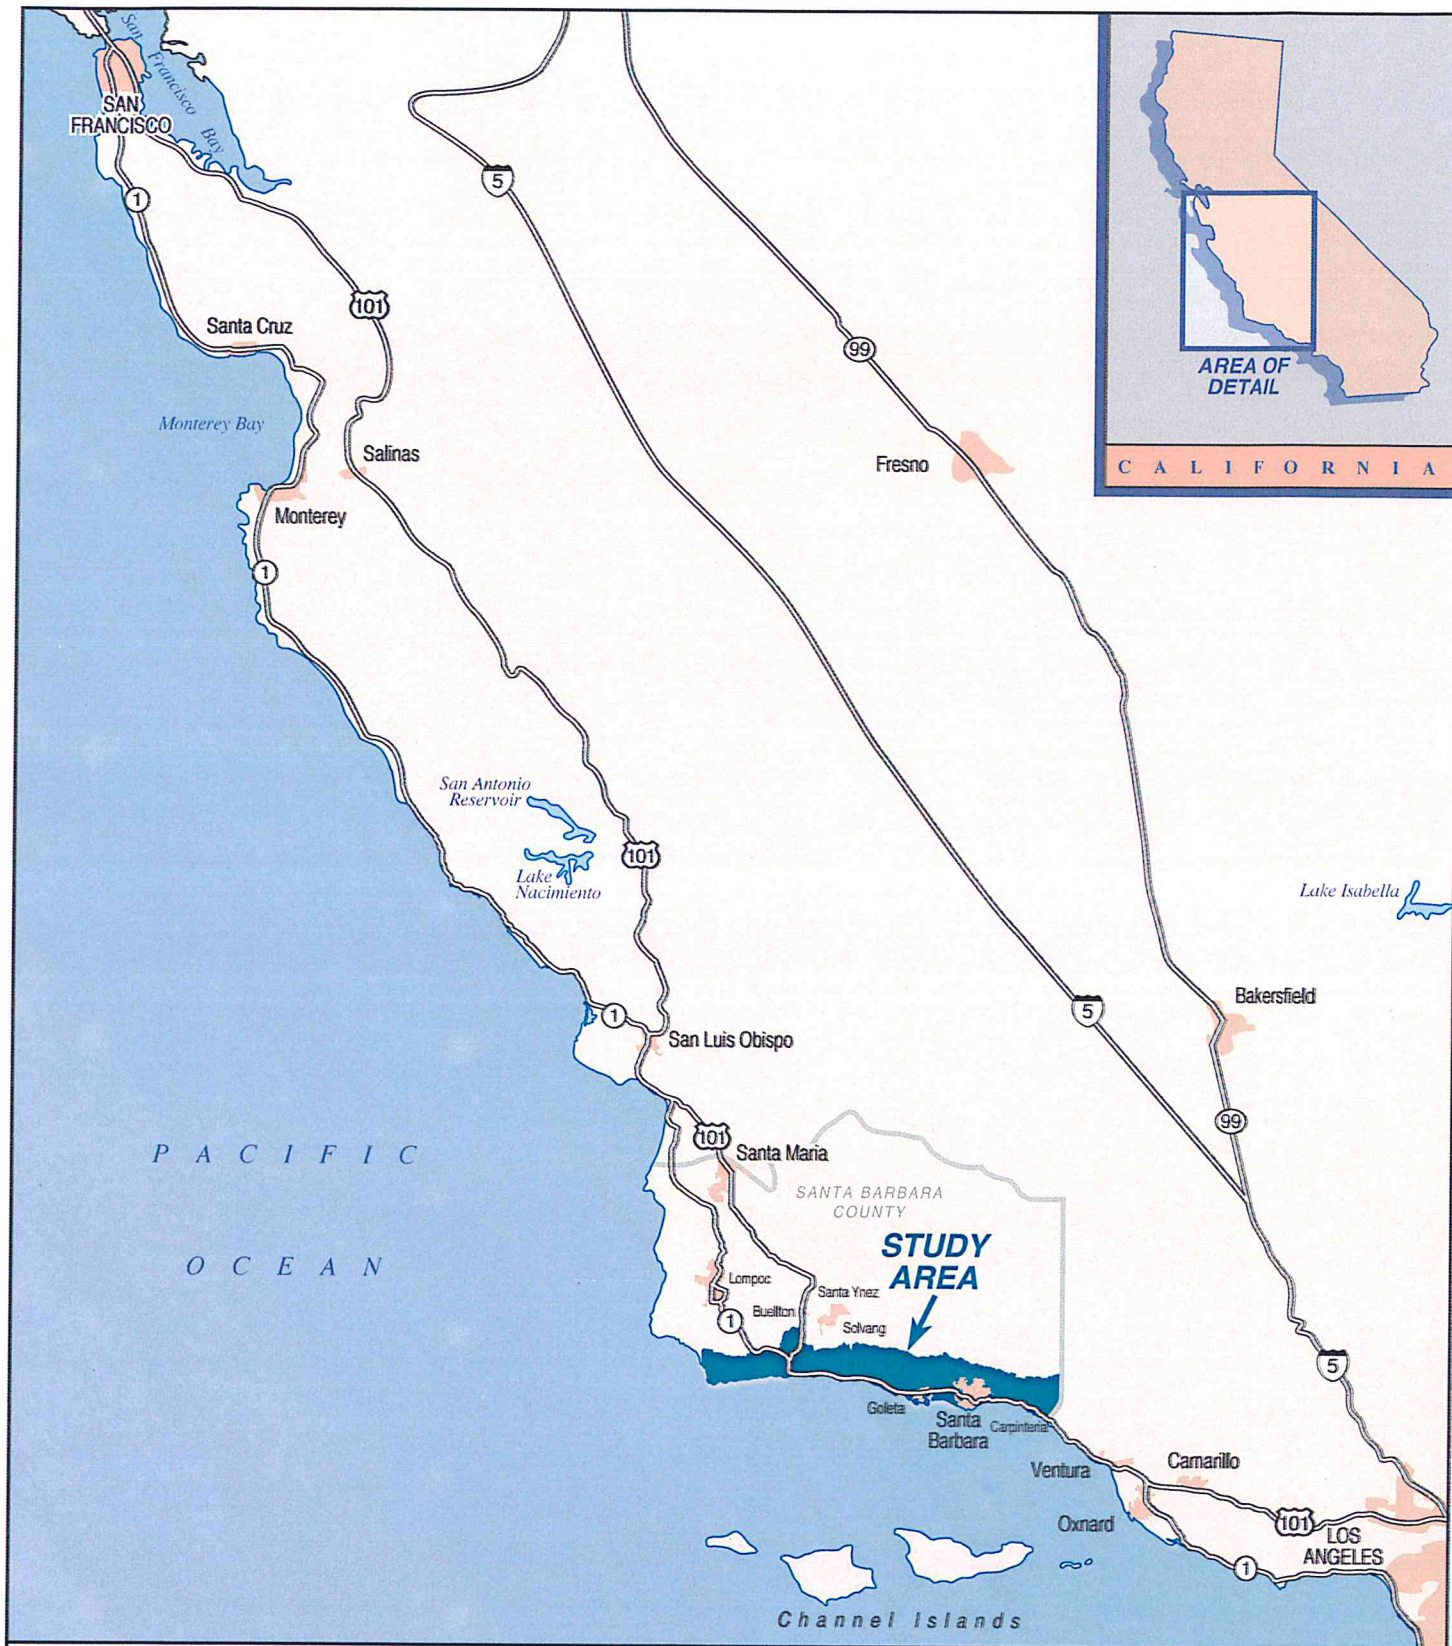 San
Francisco
Bay
SAN
FRANCISCO
1
5
101
Santa Cruz
99
AREA OF
DETAIL
CALIFORNIA
Monterey Bay
Salinas
Fresno
Monterey
1
San Antonio
Reservoir
101
Lake
Nacimiento
Lake Isabella
Bakersfield
5
1
San Luis Obispo
99
101
Santa Maria
PACIFIC
OCEAN
SANTA BARBARA
COUNTY
STUDY
AREA
Lompoc
Santa Ynez
Buellton
1
Solvang
5
Goleta
Santa
Barbara
Carpinteria
Ventura
Camarillo
Oxnard
101
LOS
ANGELES
1
Channel Islands